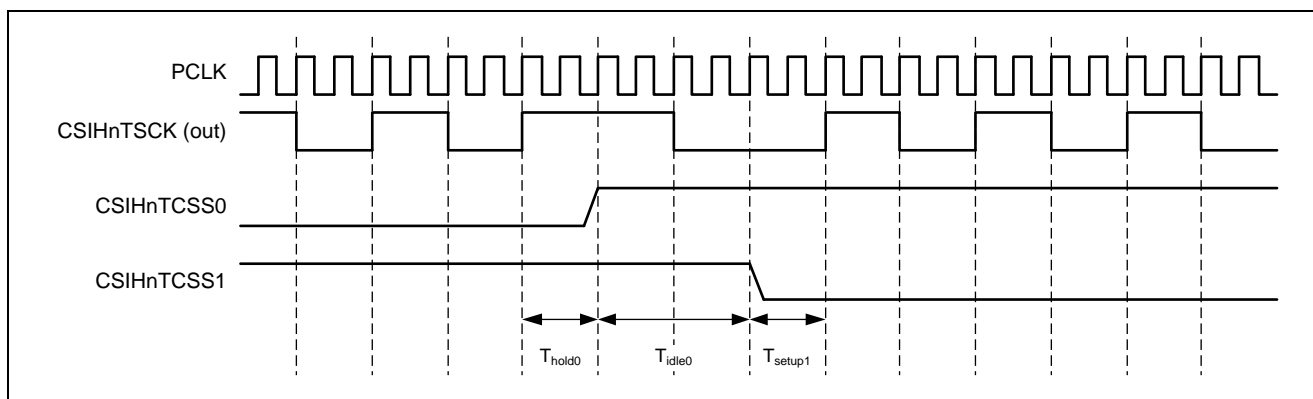 PCLK
CSIHnTSCK (out)
CSIHnTCSS0
CSIHnTCSS1
Thold0 Tidle0 Tsetup1